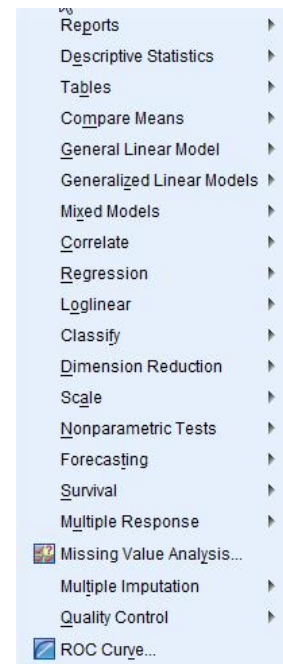 Reports
Descriptive Statistics
Tables
Compare Means
General Linear Model
Generalized Linear Models
Mixed Models
Correlate
Regression
Loglinear
Classify
Dimension Reduction
Scale
Nonparametric Tests
Forecasting
Survival
Multiple Response
Missing Value Analysis...
Multiple Imputation
Quality Control
ROC Curve...